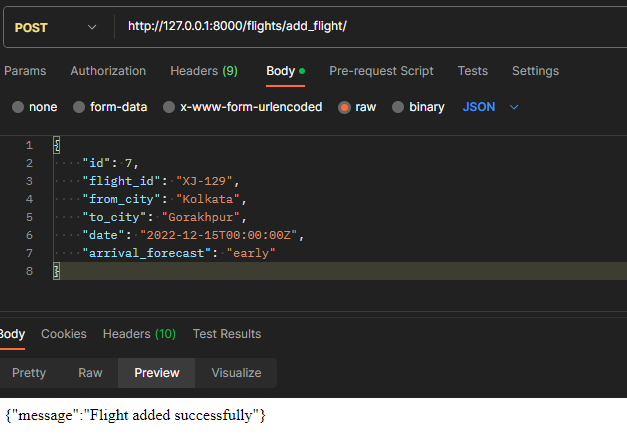 POST http://127.0.0.1:8000/flights/add_flight/
Params Authorization Headers (9) Body Pre-request Script Tests Settings
none form-data x-www-form-urlencoded raw binary JSON
1 {
2 "id": 7,
3 "flight_id": "XJ-129",
4 "from_city": "Kolkata",
5 "to_city": "Gorakhpur",
6 "date": "2022-12-15T00:00:00Z",
7 "arrival_forecast": "early"
8 }
Body Cookies Headers (10) Test Results
Pretty Raw Preview Visualize
{"message":"Flight added successfully"}